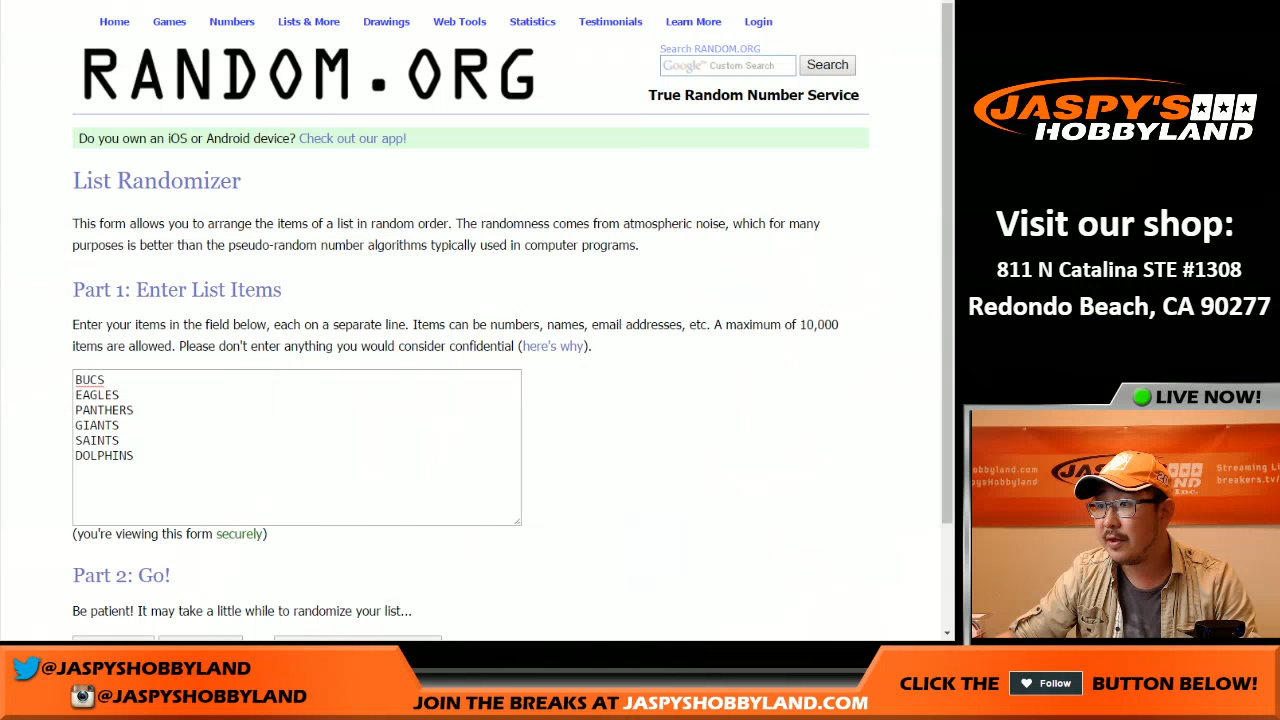 Home Games Numbers Lists & More Drawings Web Tools Statistics Testimonials Learn More Login
RANDOM.ORG
Search RANDOM.ORG
Google™ Custom Search Search
True Random Number Service
Do you own an iOS or Android device? Check out our app!
List Randomizer
This form allows you to arrange the items of a list in random order. The randomness comes from atmospheric noise, which for many
purposes is better than the pseudo-random number algorithms typically used in computer programs.
Part 1: Enter List Items
Enter your items in the field below, each on a separate line. Items can be numbers, names, email addresses, etc. A maximum of 10,000
items are allowed. Please don't enter anything you would consider confidential (here's why).
BUCS
EAGLES
PANTHERS
GIANTS
SAINTS
DOLPHINS
(you're viewing this form securely)
Part 2: Go!
Be patient! It may take a little while to randomize your list...
JASPY'S
HOBBYLAND
Visit our shop:
811 N Catalina STE #1308
Redondo Beach, CA 90277
LIVE NOW!
Streaming Li
breakers.tv/
@JASPYSHOBBYLAND
@JASPYSHOBBYLAND
JOIN THE BREAKS AT JASPYSHOBBYLAND.COM
CLICK THE Follow BUTTON BELOW!